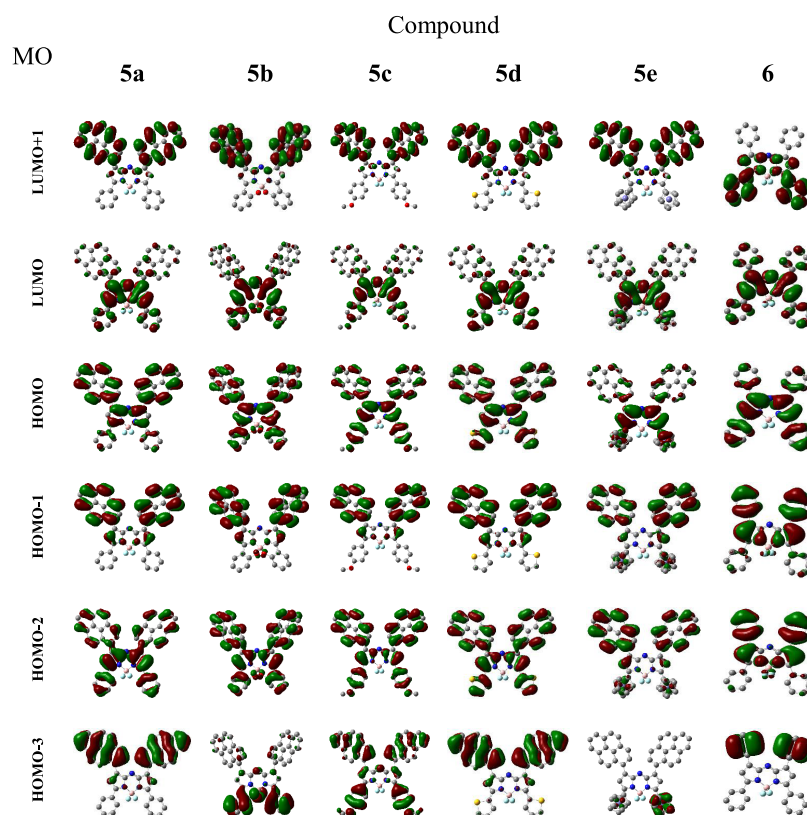 Compound
MO
5a 5b 5c 5d 5e 6
LUMO+1
LUMO
HOMO
HOMO-1
HOMO-2
HOMO-3